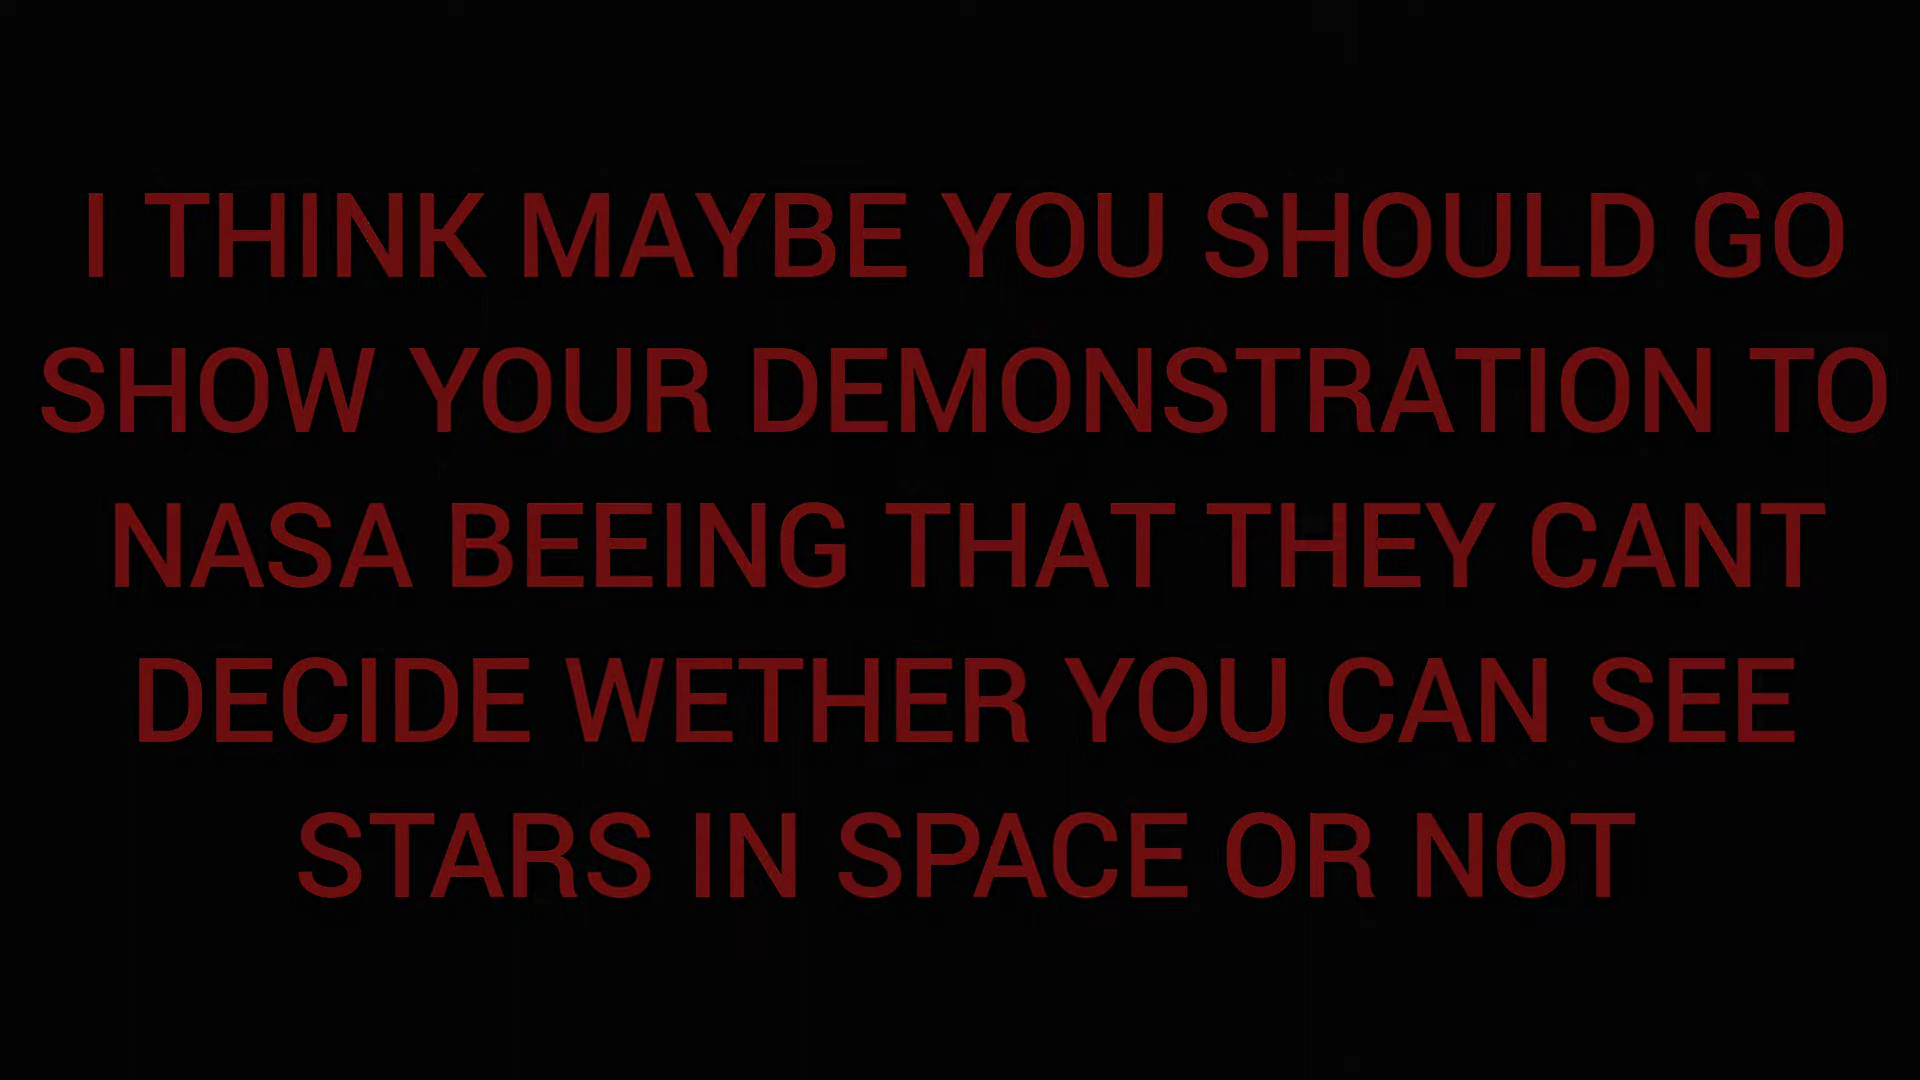 I THINK MAYBE YOU SHOULD GO
SHOW YOUR DEMONSTRATION TO
NASA BEEING THAT THEY CANT
DECIDE WETHER YOU CAN SEE
STARS IN SPACE OR NOT